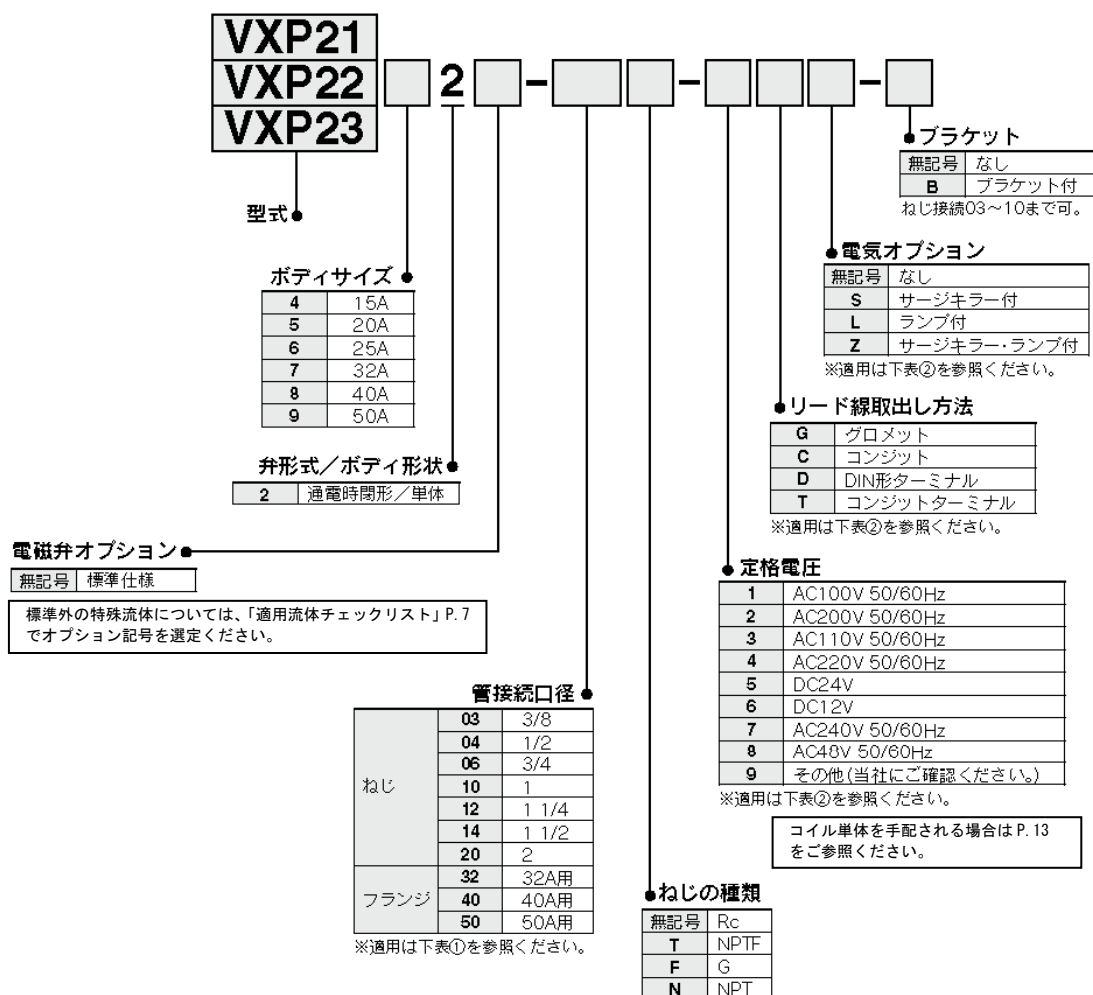 VXP21
VXP22 2 - - -
VXP23
型式
ブラケット
無記号 なし
B ブラケット付
ねじ接続03〜10まで可。
電気オプション
無記号 なし
S サージキラー付
L ランプ付
Z サージキラー・ランプ付
※適用は下表②を参照ください。
ボディサイズ
4 15A
5 20A
6 25A
7 32A
8 40A
9 50A
リード線取出し方法
G グロメット
C コンジット
D DIN形ターミナル
T コンジットターミナル
※適用は下表②を参照ください。
弁形式／ボディ形状
2 通電時閉形／単体
電磁弁オプション
無記号 標準仕様
標準外の特殊流体については、「適用流体チェックリスト」P.7
でオプション記号を選定ください。
定格電圧
1 AC100V 50/60Hz
2 AC200V 50/60Hz
3 AC110V 50/60Hz
4 AC220V 50/60Hz
5 DC24V
6 DC12V
7 AC240V 50/60Hz
8 AC48V 50/60Hz
9 その他(当社にご確認ください。)
※適用は下表②を参照ください。
コイル単体を手配される場合はP.13
をご参照ください。
管接続口径
ねじ
03 3/8
04 1/2
06 3/4
10 1
12 1 1/4
14 1 1/2
20 2
フランジ
32 32A用
40 40A用
50 50A用
※適用は下表①を参照ください。
ねじの種類
無記号 Rc
T NPTF
F G
N NPT